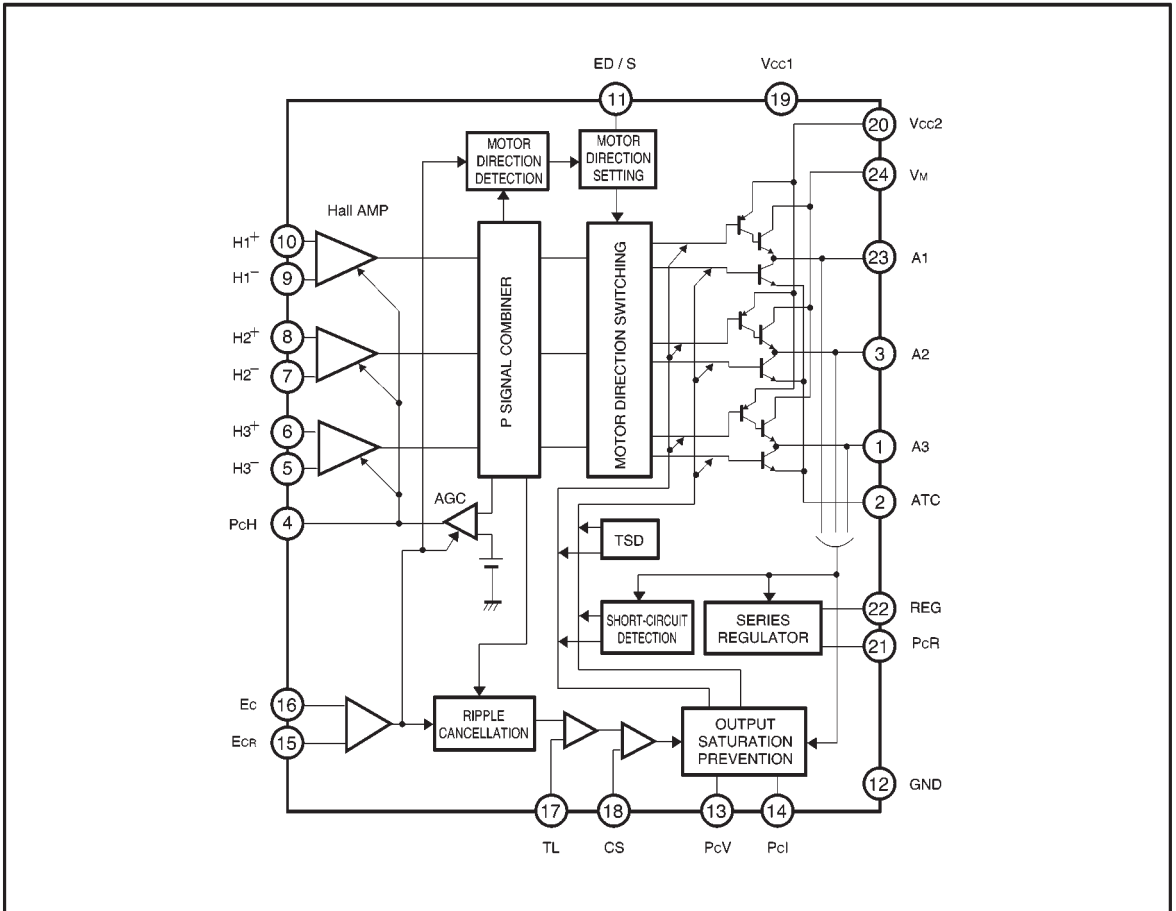 ED / S
VCC1
11
19
20
VCC2
MOTOR
DIRECTION
DETECTION
MOTOR
DIRECTION
SETTING
24
VM
Hall AMP
H1+
10
H1−
9
23
A1
H2+
8
H2−
7
3
A2
H3+
6
H3−
5
1
A3
P SIGNAL COMBINER
MOTOR DIRECTION SWITCHING
AGC
2
ATC
PCH
4
TSD
SHORT-CIRCUIT
DETECTION
SERIES
REGULATOR
22
REG
21
PCR
EC
16
ECR
15
RIPPLE
CANCELLATION
OUTPUT
SATURATION
PREVENTION
12
GND
17
18
13
14
TL
CS
PCV
PCI